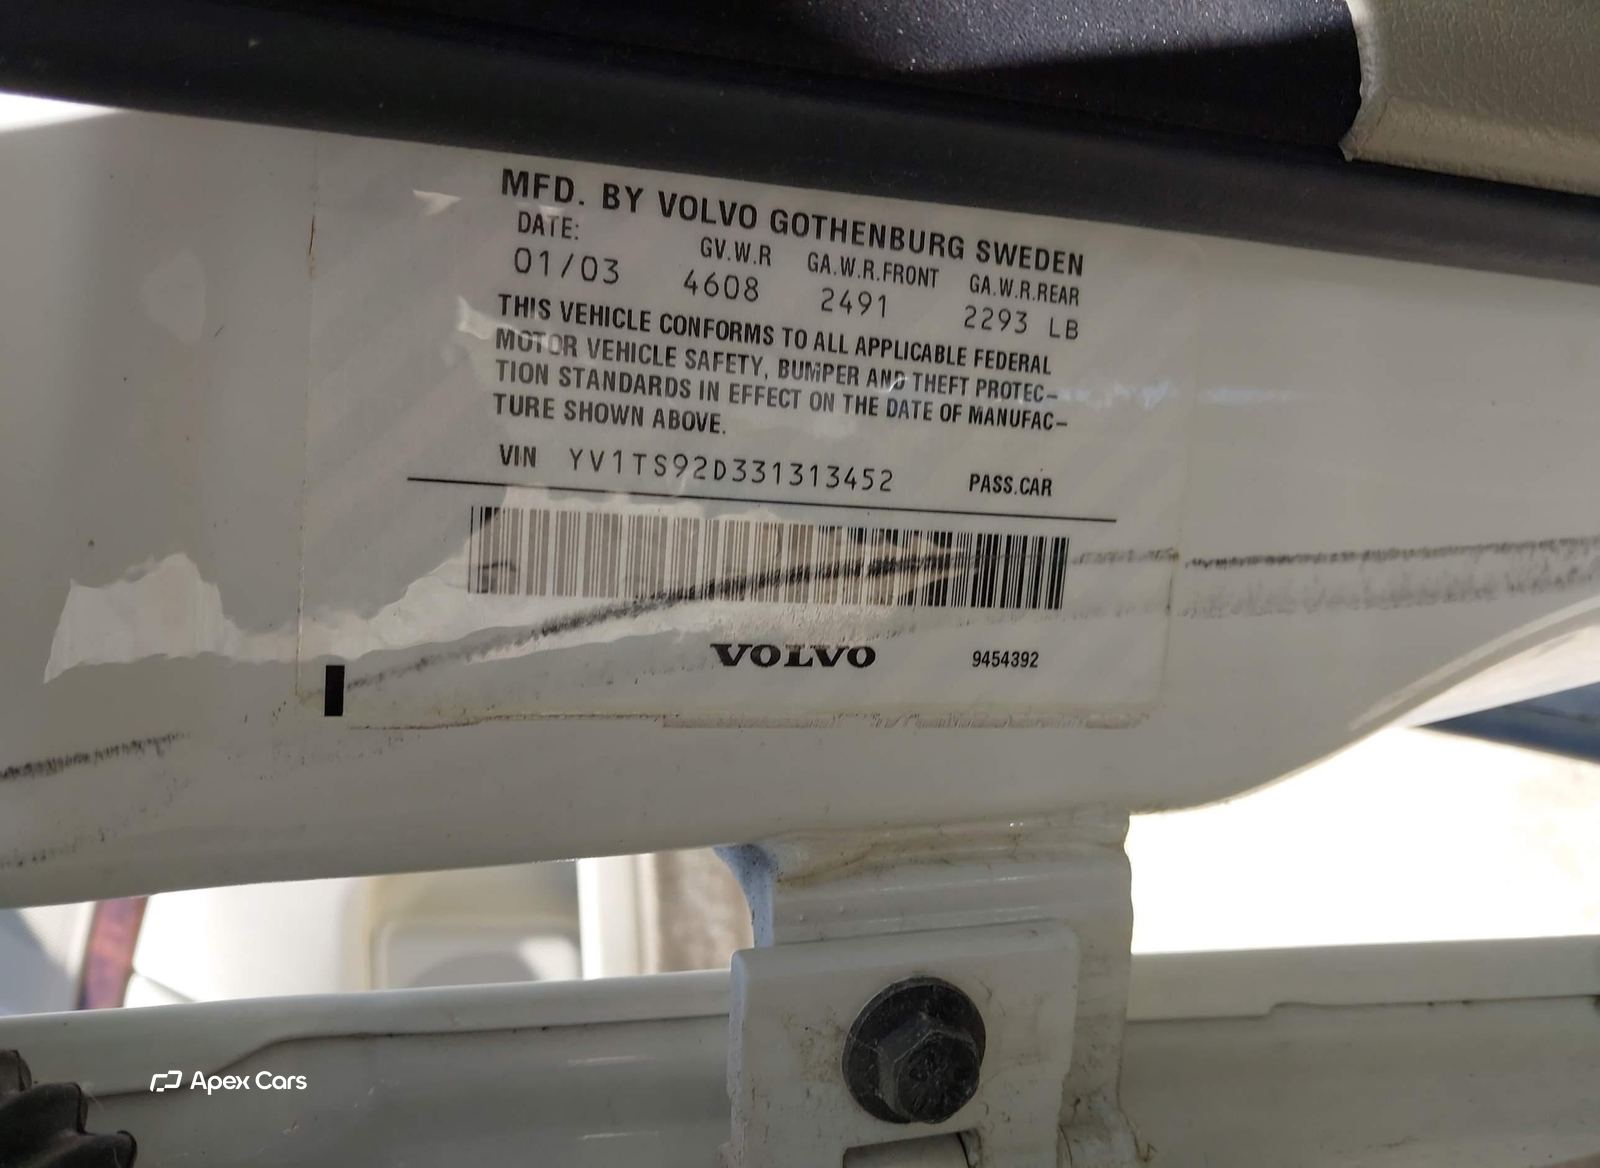 MFD. BY VOLVO GOTHENBURG SWEDEN
DATE: GV.W.R GA.W.R.FRONT GA.W.R.REAR
01/03 4608 2491 2293 LB
THIS VEHICLE CONFORMS TO ALL APPLICABLE FEDERAL
MOTOR VEHICLE SAFETY, BUMPER AND THEFT PROTEC-
TION STANDARDS IN EFFECT ON THE DATE OF MANUFAC-
TURE SHOWN ABOVE.
VIN YV1TS92D331313452 PASS.CAR
VOLVO 9454392
Apex Cars